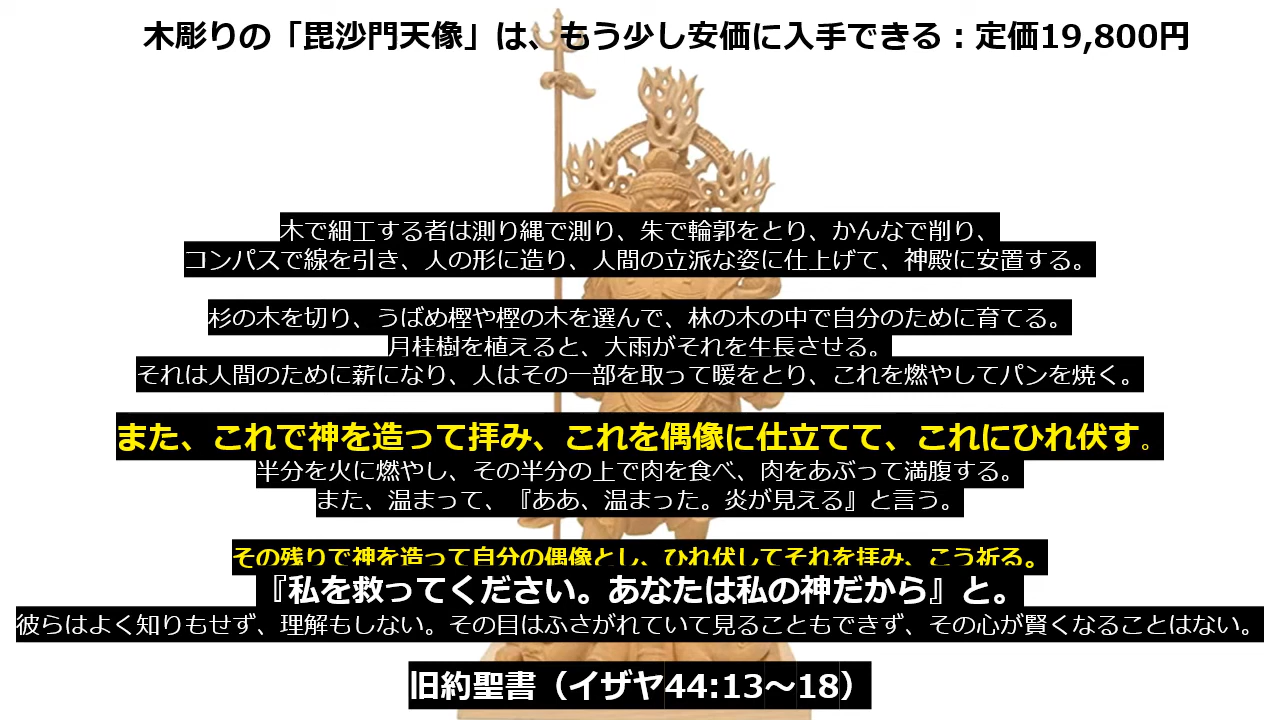 木彫りの「毘沙門天像」は、もう少し安価に入手できる：定価19,800円
木で細工する者は測り縄で測り、朱で輪郭をとり、かんなで削り、
コンパスで線を引き、人の形に造り、人間の立派な姿に仕上げて、神殿に安置する。
杉の木を切り、うばめ樫や樫の木を選んで、林の木の中で自分のために育てる。
月桂樹を植えると、大雨がそれを生長させる。
それは人間のために薪になり、人はその一部を取って暖をとり、これを燃やしてパンを焼く。
また、これで神を造って拝み、これを偶像に仕立てて、これにひれ伏す。
半分を火に燃やし、その半分の上で肉を食べ、肉をあぶって満腹する。
また、温まって、『ああ、温まった。炎が見える』と言う。
その残りで神を造って自分の偶像とし、ひれ伏してそれを拝み、こう祈る。
『私を救ってください。あなたは私の神だから』と。
彼らはよく知りもせず、理解もしない。その目はふさがれていて見ることもできず、その心が賢くなることはない。
旧約聖書（イザヤ44:13～18）